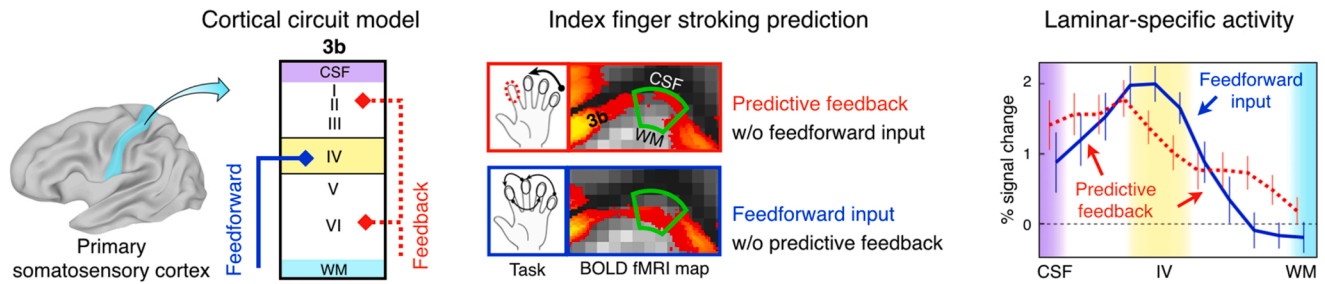 Cortical circuit model
3b
CSF
I
II
III
IV
V
VI
WM
Feedforward
Feedback
Primary
somatosensory cortex
Index finger stroking prediction
CSF
3b
WM
Predictive feedback
w/o feedforward input
Feedforward input
w/o predictive feedback
Task
BOLD fMRI map
Laminar-specific activity
% signal change
2
1
0
Feedforward
input
Predictive
feedback
CSF
IV
WM